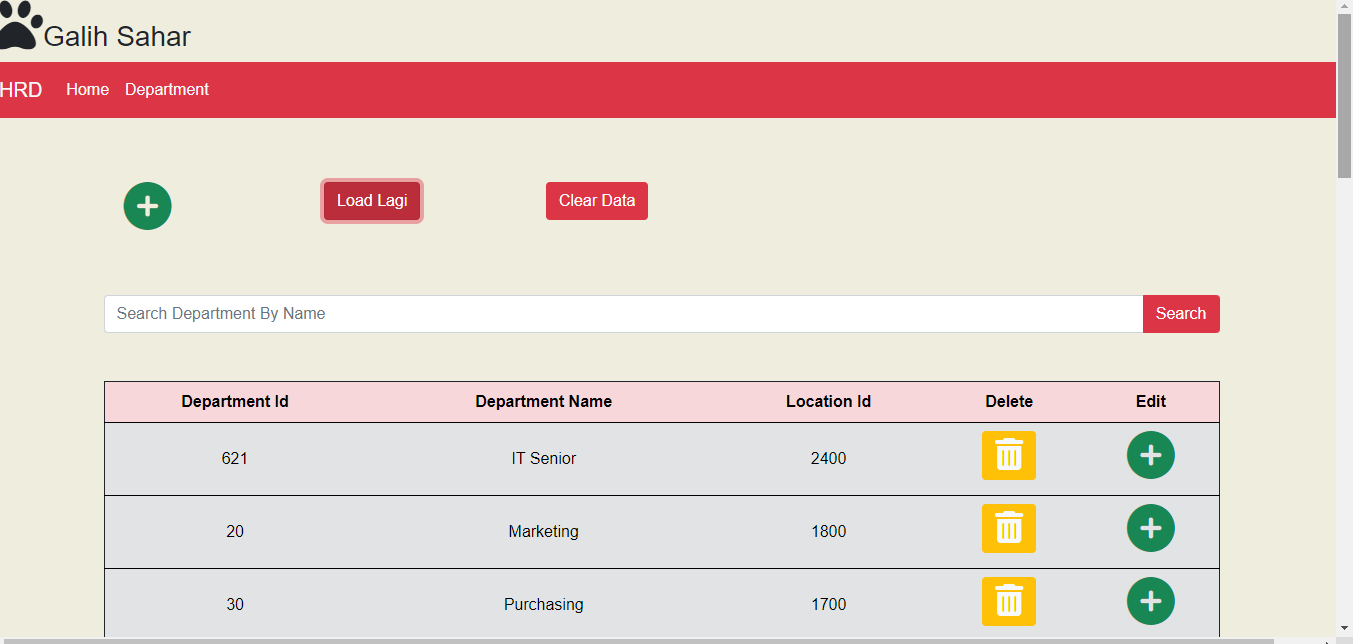 Galih Sahar
HRD Home Department
Load Lagi Clear Data
Search Department By Name Search
Department Id Department Name Location Id Delete Edit
621 IT Senior 2400
20 Marketing 1800
30 Purchasing 1700